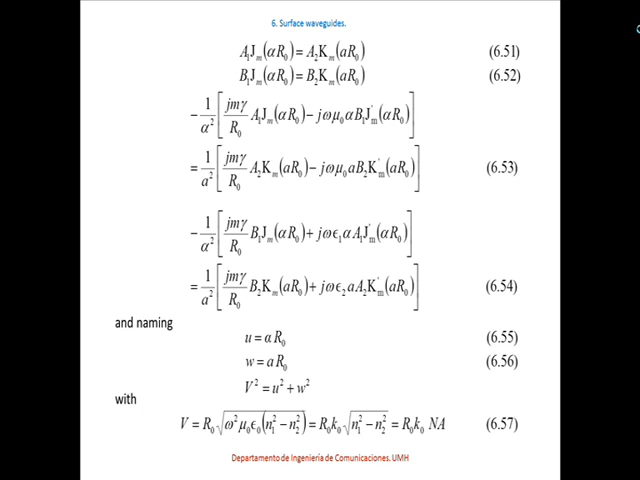 6. Surface waveguides.
A₁J_m(αR₀) = A₂K_m(aR₀) (6.51)
B₁J_m(αR₀) = B₂K_m(aR₀) (6.52)
−1/α² [jmγ/R₀ A₁J_m(αR₀) − jωμ₀αB₁J'_m(αR₀)]
= 1/a² [jmγ/R₀ A₂K_m(aR₀) − jωμ₀aB₂K'_m(aR₀)] (6.53)
−1/α² [jmγ/R₀ B₁J_m(αR₀) + jωϵ₁αA₁J'_m(αR₀)]
= 1/a² [jmγ/R₀ B₂K_m(aR₀) + jωϵ₂aA₂K'_m(aR₀)] (6.54)
and naming
u = αR₀ (6.55)
w = aR₀ (6.56)
V² = u² + w²
with
V = R₀√(ω²μ₀ϵ₀(n₁² − n₂²)) = R₀k₀√(n₁² − n₂²) = R₀k₀ NA (6.57)
Departamento de Ingeniería de Comunicaciones. UMH